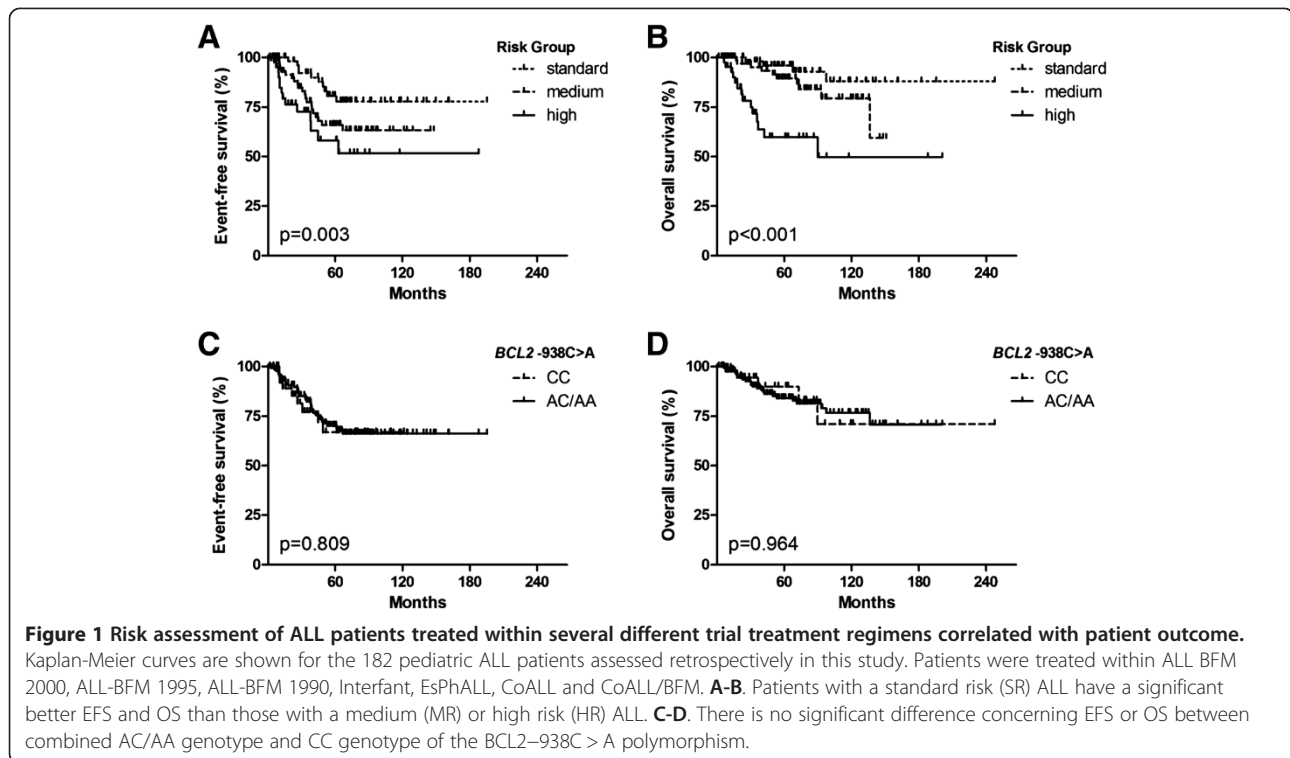 A
Risk Group
standard
medium
high
Event-free survival (%)
100
75
50
25
0
p=0.003
60 120 180 240
Months
B
Risk Group
standard
medium
high
Overall survival (%)
100
75
50
25
0
p<0.001
60 120 180 240
Months
C
BCL2 -938C>A
CC
AC/AA
Event-free survival (%)
100
75
50
25
0
p=0.809
60 120 180 240
Months
D
BCL2 -938C>A
CC
AC/AA
Overall survival (%)
100
75
50
25
0
p=0.964
60 120 180 240
Months
Figure 1 Risk assessment of ALL patients treated within several different trial treatment regimens correlated with patient outcome.
Kaplan-Meier curves are shown for the 182 pediatric ALL patients assessed retrospectively in this study. Patients were treated within ALL BFM
2000, ALL-BFM 1995, ALL-BFM 1990, Interfant, EsPhALL, CoALL and CoALL/BFM. A-B. Patients with a standard risk (SR) ALL have a significant
better EFS and OS than those with a medium (MR) or high risk (HR) ALL. C-D. There is no significant difference concerning EFS or OS between
combined AC/AA genotype and CC genotype of the BCL2−938C > A polymorphism.